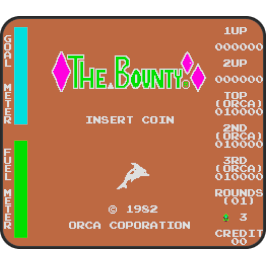 GOAL METER
FUEL METER
THE BOUNTY.
INSERT COIN
© 1982
ORCA COPORATION
1UP
000000
2UP
000000
TOP
(ORCA)
010000
2ND
(ORCA)
010000
3RD
(ORCA)
010000
ROUNDS
(01)
3
CREDIT
00